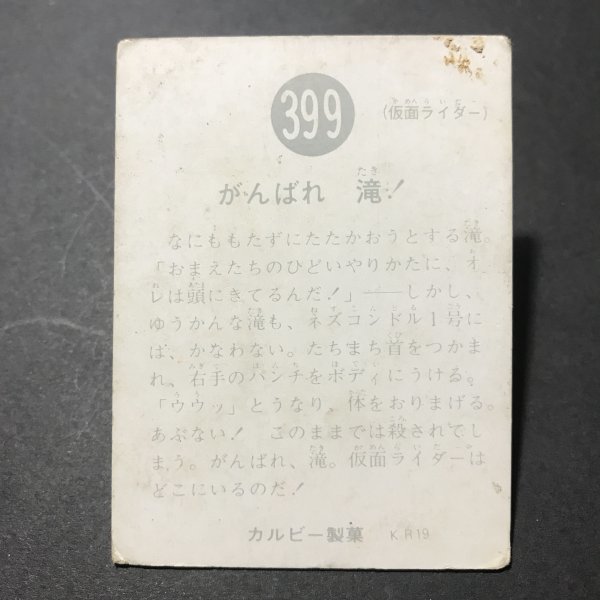 399
(仮面ライダー)
がんばれ 滝!
なにももたずにたたかおうとする滝。
「おまえたちのひどいやりかたに、オ
レは頭にきてるんだ!」——しかし、
ゆうかんな滝も、ネズコンドル1号に
は、かなわない。たちまち首をつかま
れ、右手のパンチをボディにうける。
「ウウッ」とうなり、体をおりまげる。
あぶない! このままでは殺されてしま
う。がんばれ、滝。仮面ライダーは
どこにいるのだ!
カルビー製菓 KR19